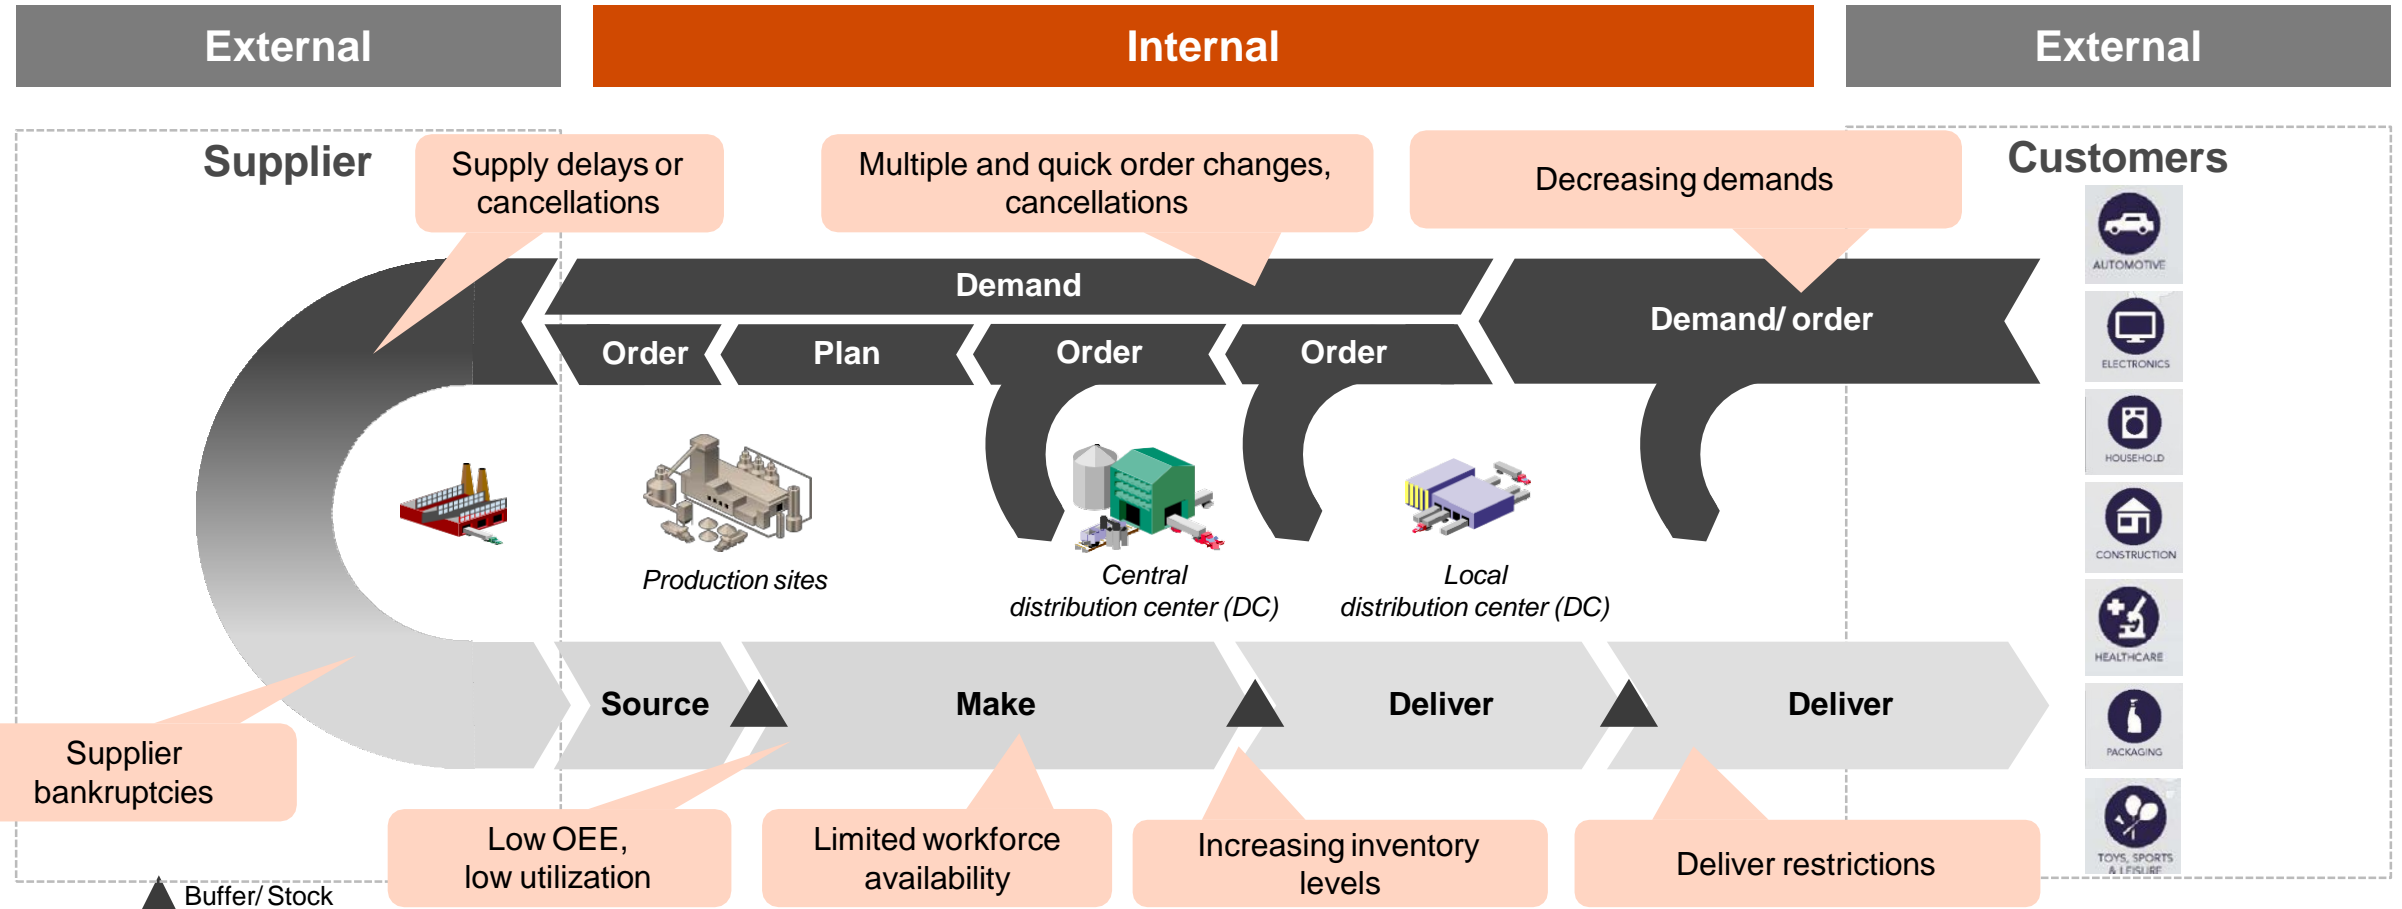 External
Internal
External
Supplier
Supply delays or
cancellations
Multiple and quick order changes,
cancellations
Decreasing demands
Customers
Demand
Demand/ order
Order
Plan
Order
Order
AUTOMOTIVE
ELECTRONICS
HOUSEHOLD
CONSTRUCTION
HEALTHCARE
PACKAGING
TOYS, SPORTS
& LEISURE
Production sites
Central
distribution center (DC)
Local
distribution center (DC)
Source
Make
Deliver
Deliver
Supplier
bankruptcies
Low OEE,
low utilization
Limited workforce
availability
Increasing inventory
levels
Deliver restrictions
Buffer/ Stock